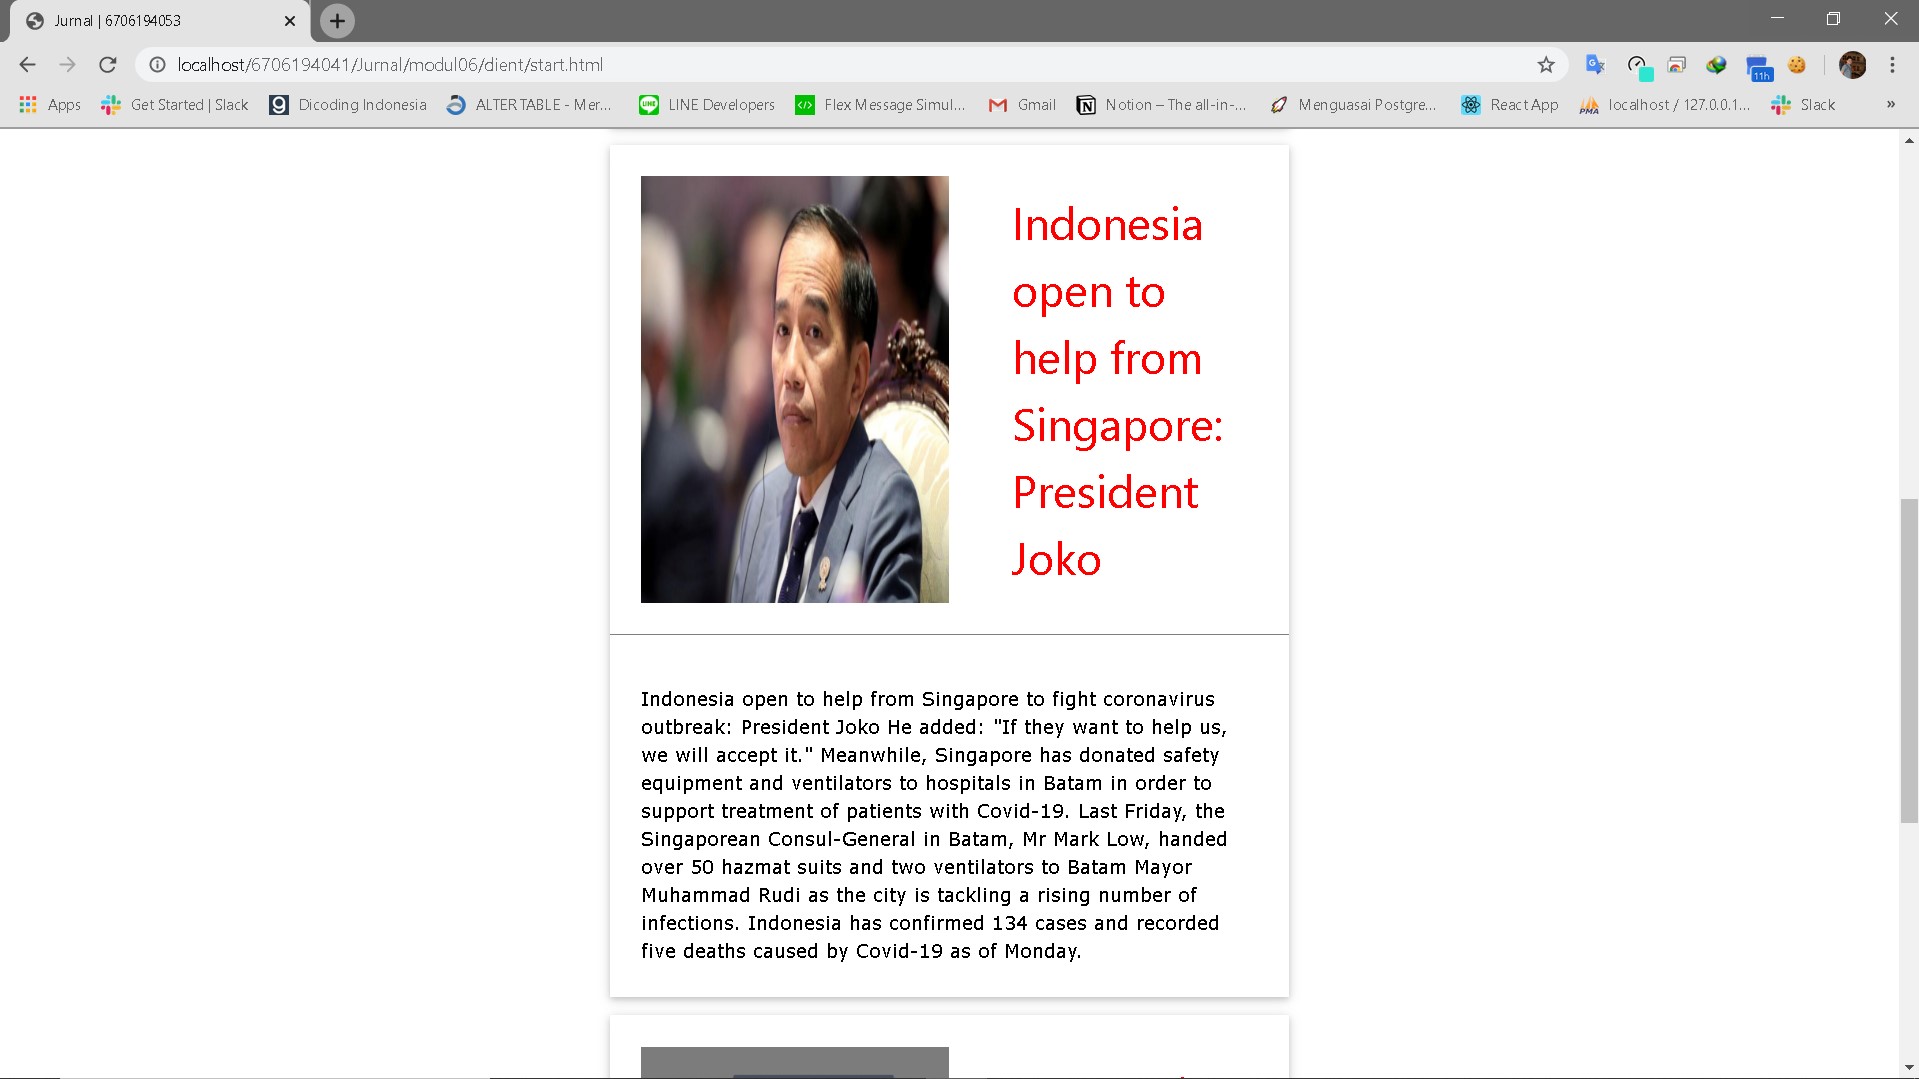 Jurnal | 6706194053
localhost/6706194041/Jurnal/modul06/client/start.html
11h
Apps
Get Started | Slack
Dicoding Indonesia
ALTER TABLE - Mer...
LINE Developers
Flex Message Simul...
Gmail
Notion – The all-in-...
Menguasai Postgre...
React App
PMA
localhost / 127.0.0.1...
Slack
»
Indonesia
open to
help from
Singapore:
President
Joko
Indonesia open to help from Singapore to fight coronavirus
outbreak: President Joko He added: "If they want to help us,
we will accept it." Meanwhile, Singapore has donated safety
equipment and ventilators to hospitals in Batam in order to
support treatment of patients with Covid-19. Last Friday, the
Singaporean Consul-General in Batam, Mr Mark Low, handed
over 50 hazmat suits and two ventilators to Batam Mayor
Muhammad Rudi as the city is tackling a rising number of
infections. Indonesia has confirmed 134 cases and recorded
five deaths caused by Covid-19 as of Monday.